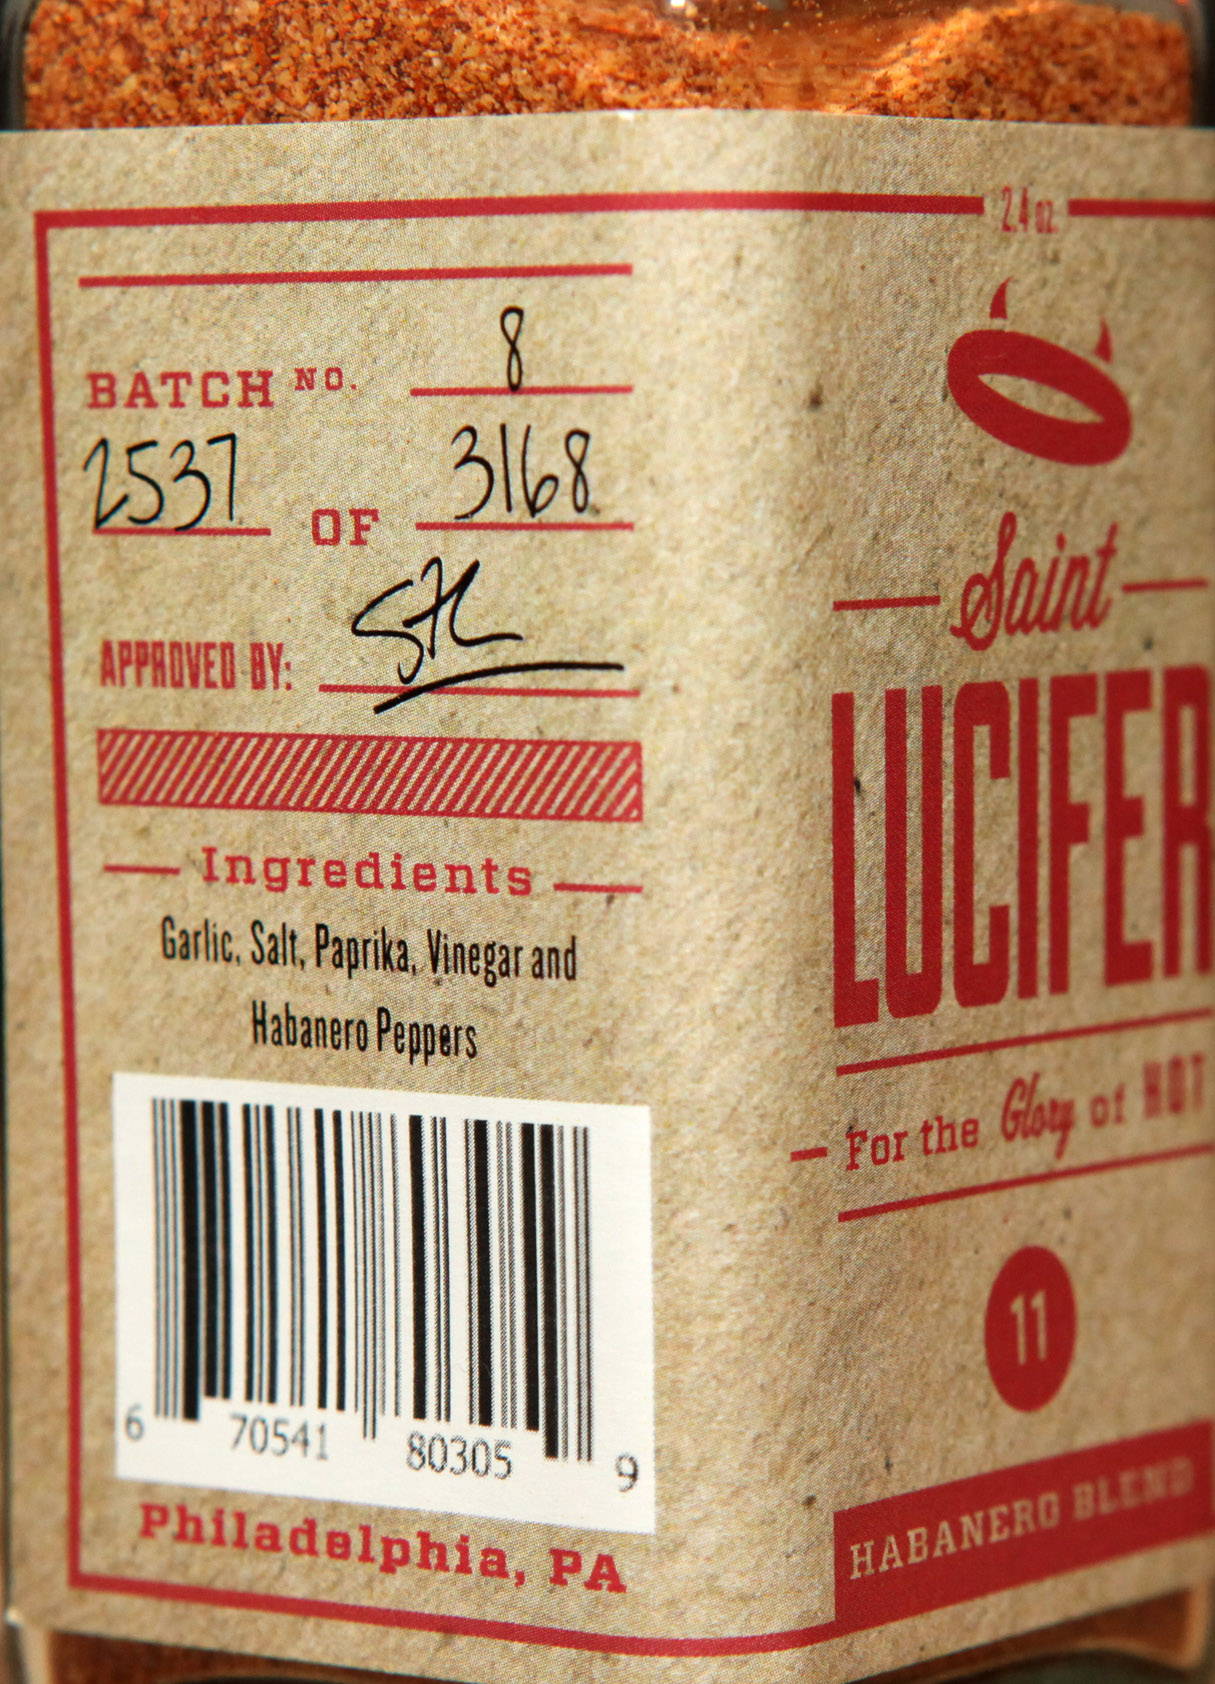 BATCH NO. 8
2537 OF 3168
APPROVED BY: STL
Ingredients
Garlic, Salt, Paprika, Vinegar and
Habanero Peppers
6 70541 80305 9
Philadelphia, PA
2.4 oz.
Saint
LUCIFER
For the Glory of HOT
11
HABANERO BLEND